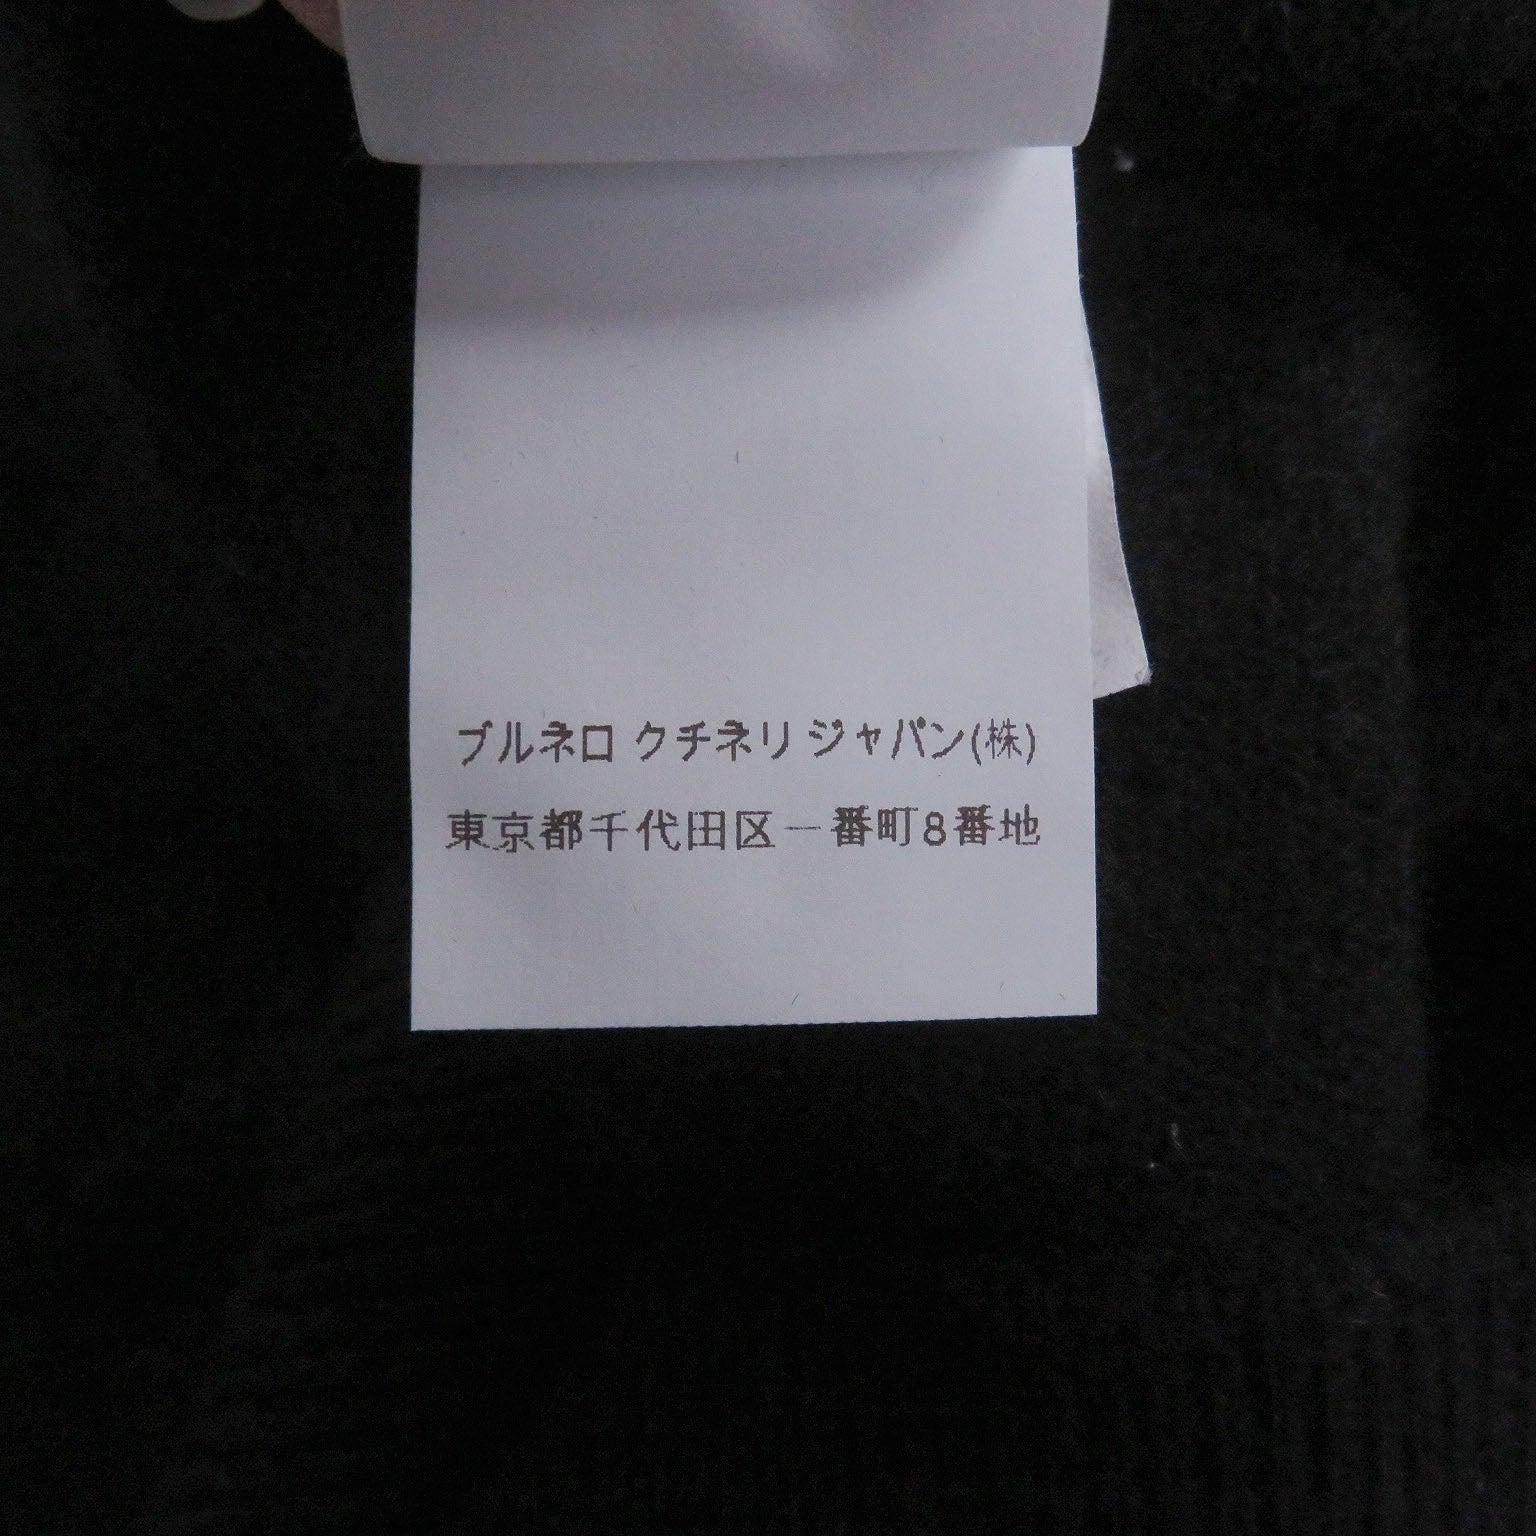 ブルネロ クチネリ ジャパン(株)
東京都千代田区一番町8番地